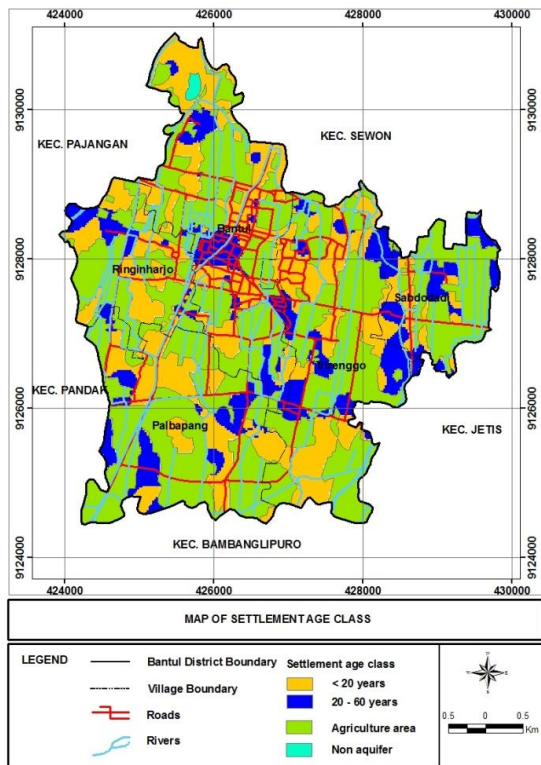 424000 426000 428000 430000
9130000 9130000
KEC. PAJANGAN
KEC. SEWON
Bantul
9128000 9128000
Ringinharjo
Sabdodadi
Trirenggo
KEC. PANDAK
9126000 9126000
Palbapang
KEC. JETIS
KEC. BAMBANGLIPURO
9124000 9124000
424000 426000 428000 430000
MAP OF SETTLEMENT AGE CLASS
LEGEND
Bantul District Boundary
Village Boundary
Roads
Rivers
Settlement age class
< 20 years
20 - 60 years
Agriculture area
Non aquifer
0.5 0 0.5
Km